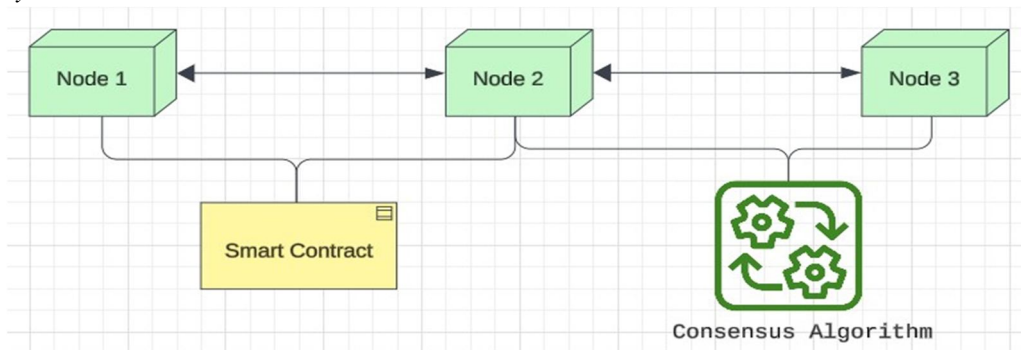 Node 1
Node 2
Node 3
Smart Contract
Consensus Algorithm